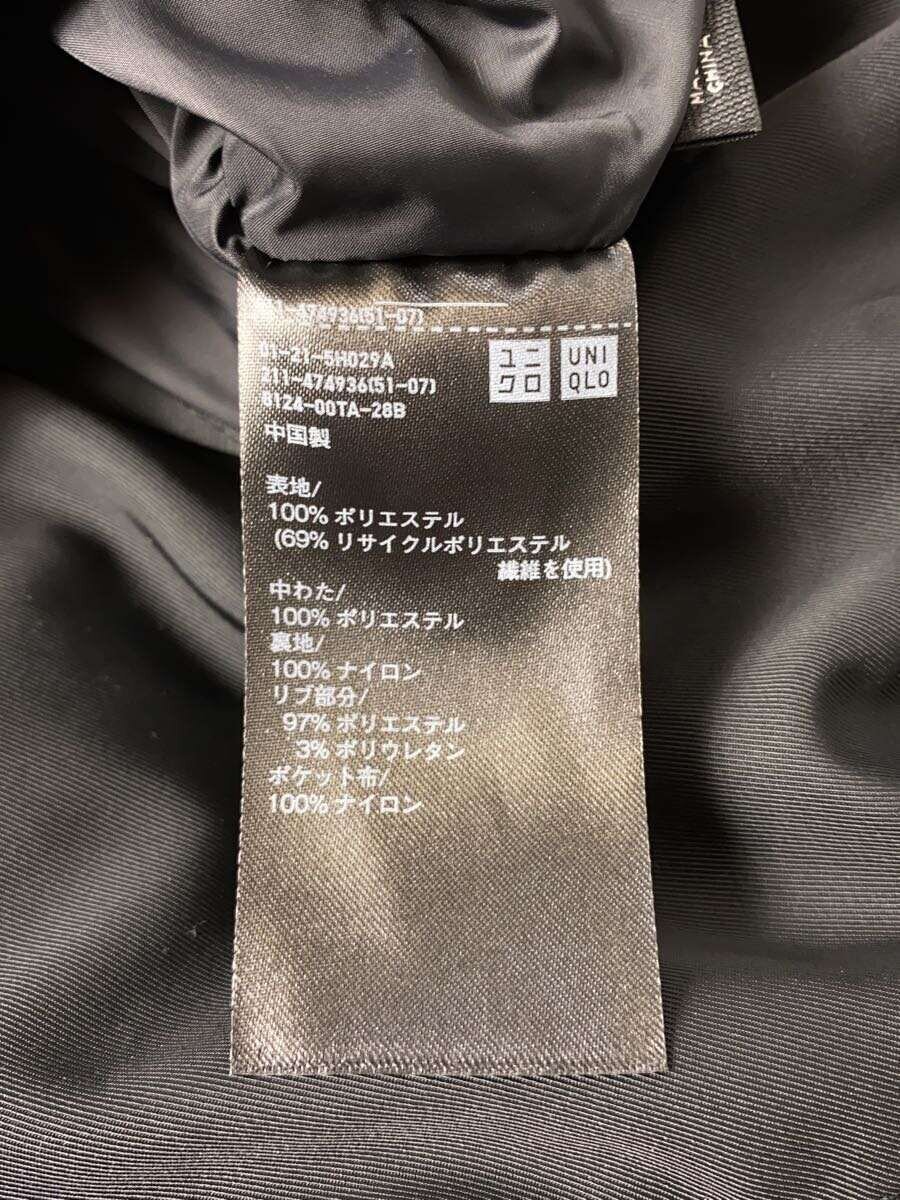 CHINA
474936(51-07)
01-21-5H029A
211-474936(51-07)
8124-00TA-28B
ユニ
クロ
UNI
QLO
中国製
表地/
100% ポリエステル
(69% リサイクルポリエステル
繊維を使用)
中わた/
100% ポリエステル
裏地/
100% ナイロン
リブ部分/
97% ポリエステル
3% ポリウレタン
ポケット布/
100% ナイロン